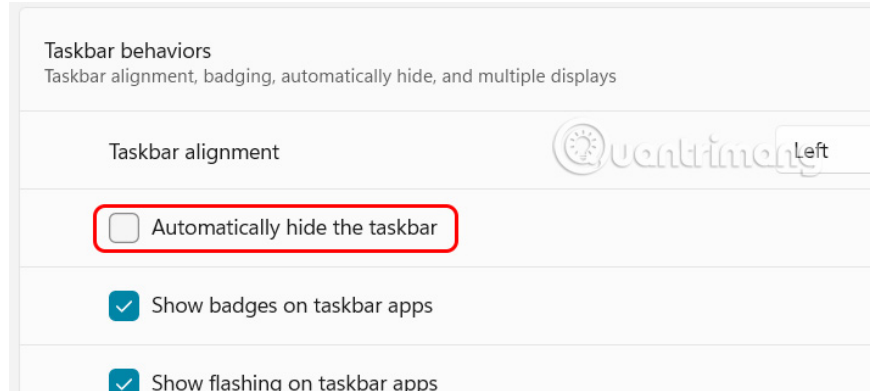 Taskbar behaviors
Taskbar alignment, badging, automatically hide, and multiple displays
Taskbar alignment
Quantrimang
Left
Automatically hide the taskbar
Show badges on taskbar apps
Show flashing on taskbar apps